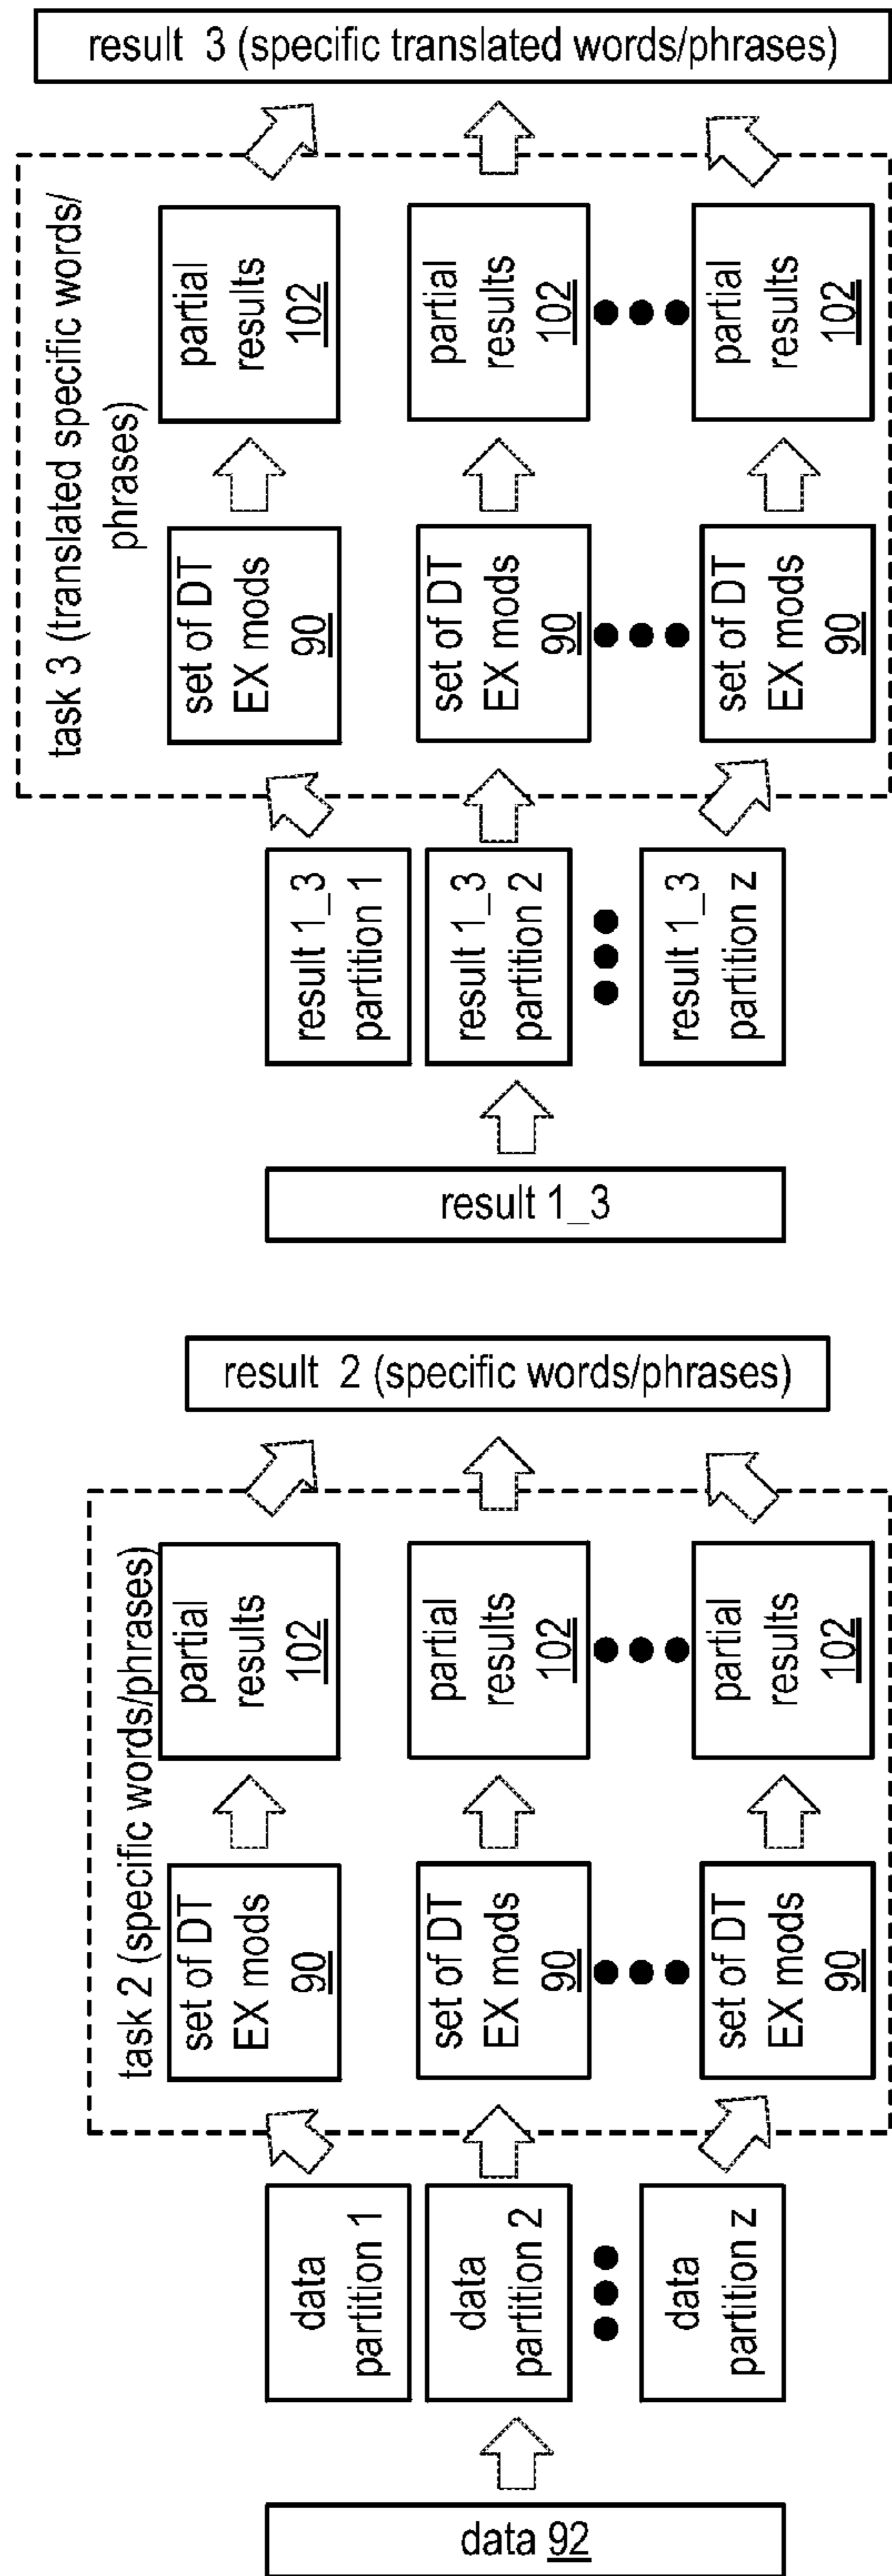 data 92
data
partition 1
data
partition 2
data
partition z
task 2 (specific words/phrases)
set of DT
EX mods
90
set of DT
EX mods
90
set of DT
EX mods
90
partial
results
102
partial
results
102
partial
results
102
result 2 (specific words/phrases)
result 1_3
result 1_3
partition 1
result 1_3
partition 2
result 1_3
partition z
task 3 (translated specific words/
phrases)
set of DT
EX mods
90
set of DT
EX mods
90
set of DT
EX mods
90
partial
results
102
partial
results
102
partial
results
102
result 3 (specific translated words/phrases)